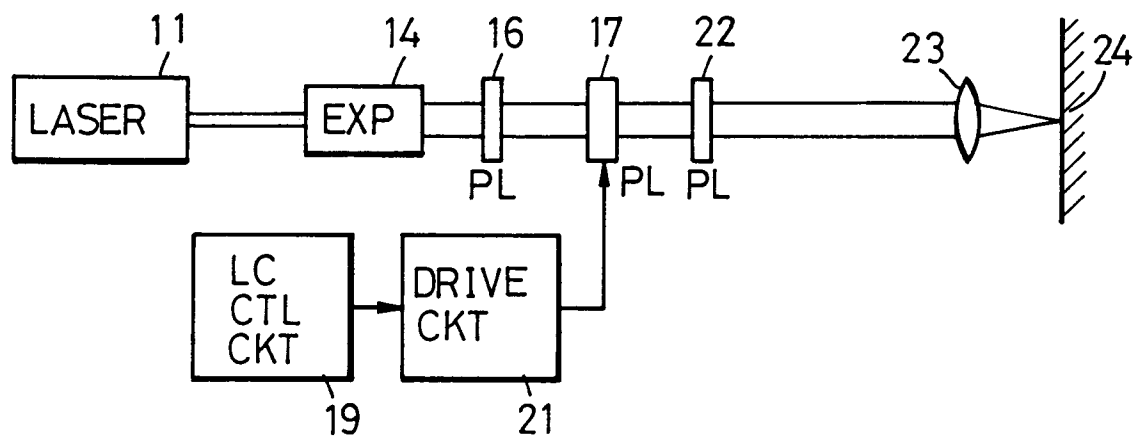 11
14
16
17
22
23
24
LASER
EXP
PL
PL
PL
LC
CTL
CKT
DRIVE
CKT
19
21